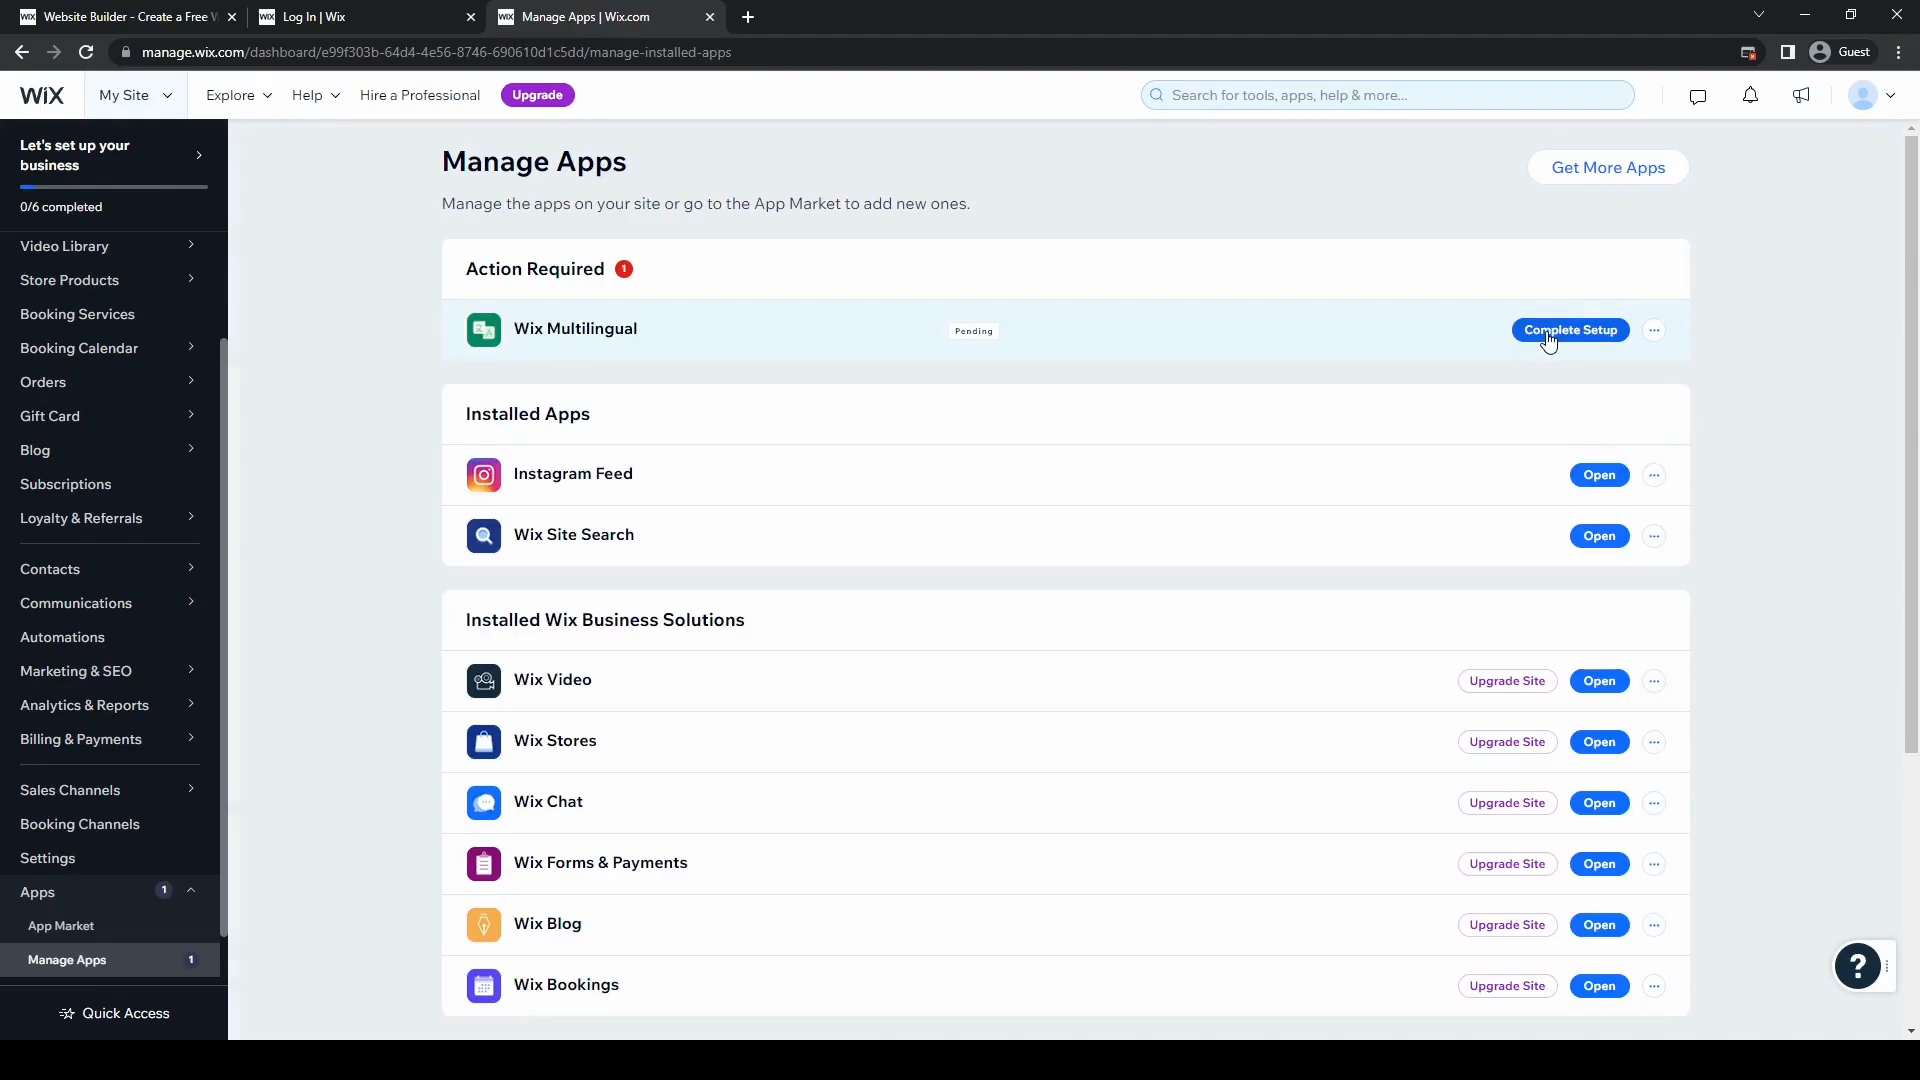 Website Builder - Create a Free W
Log In | Wix
Manage Apps | Wix.com
manage.wix.com/dashboard/e99f303b-64d4-4e56-8746-690610d1c5dd/manage-installed-apps
Guest
WiX
My Site
Explore
Help
Hire a Professional
Upgrade
Search for tools, apps, help & more...
Let's set up your
business
0/6 completed
Video Library
Store Products
Booking Services
Booking Calendar
Orders
Gift Card
Blog
Subscriptions
Loyalty & Referrals
Contacts
Communications
Automations
Marketing & SEO
Analytics & Reports
Billing & Payments
Sales Channels
Booking Channels
Settings
Apps 1
App Market
Manage Apps 1
Quick Access
Manage Apps
Get More Apps
Manage the apps on your site or go to the App Market to add new ones.
Action Required 1
Wix Multilingual Pending Complete Setup
Installed Apps
Instagram Feed Open
Wix Site Search Open
Installed Wix Business Solutions
Wix Video Upgrade Site Open
Wix Stores Upgrade Site Open
Wix Chat Upgrade Site Open
Wix Forms & Payments Upgrade Site Open
Wix Blog Upgrade Site Open
Wix Bookings Upgrade Site Open
?